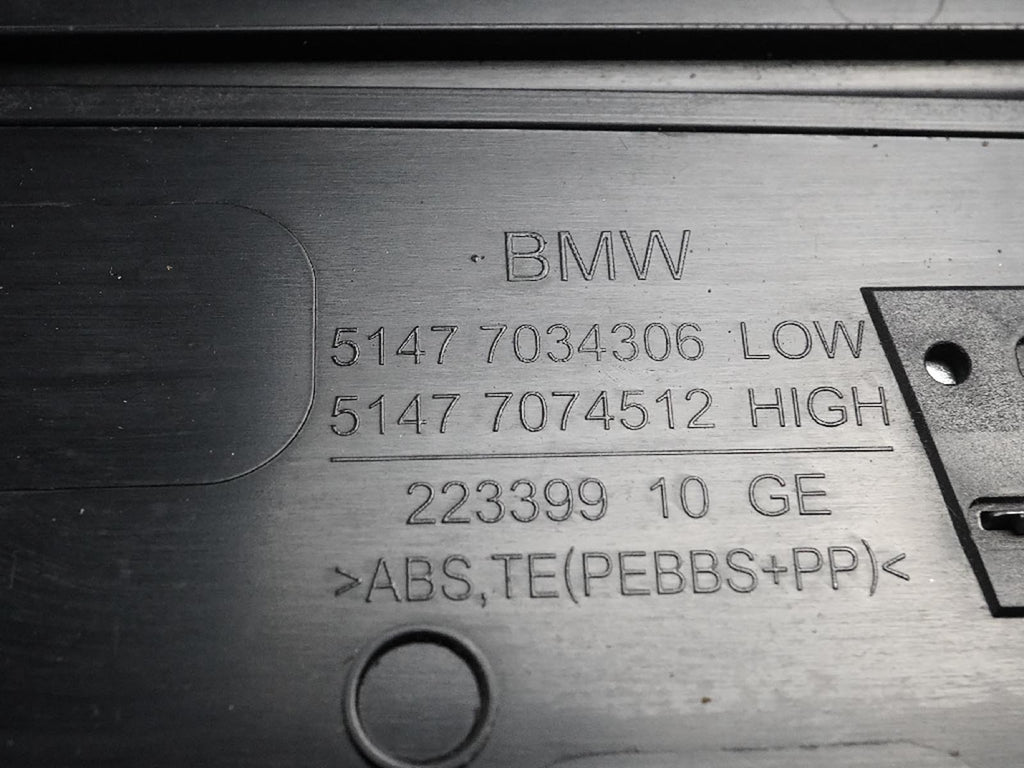 BMW
5147 7034306 LOW
5147 7074512 HIGH
223399 10 GE
>ABS,TE(PEBBS+PP)<